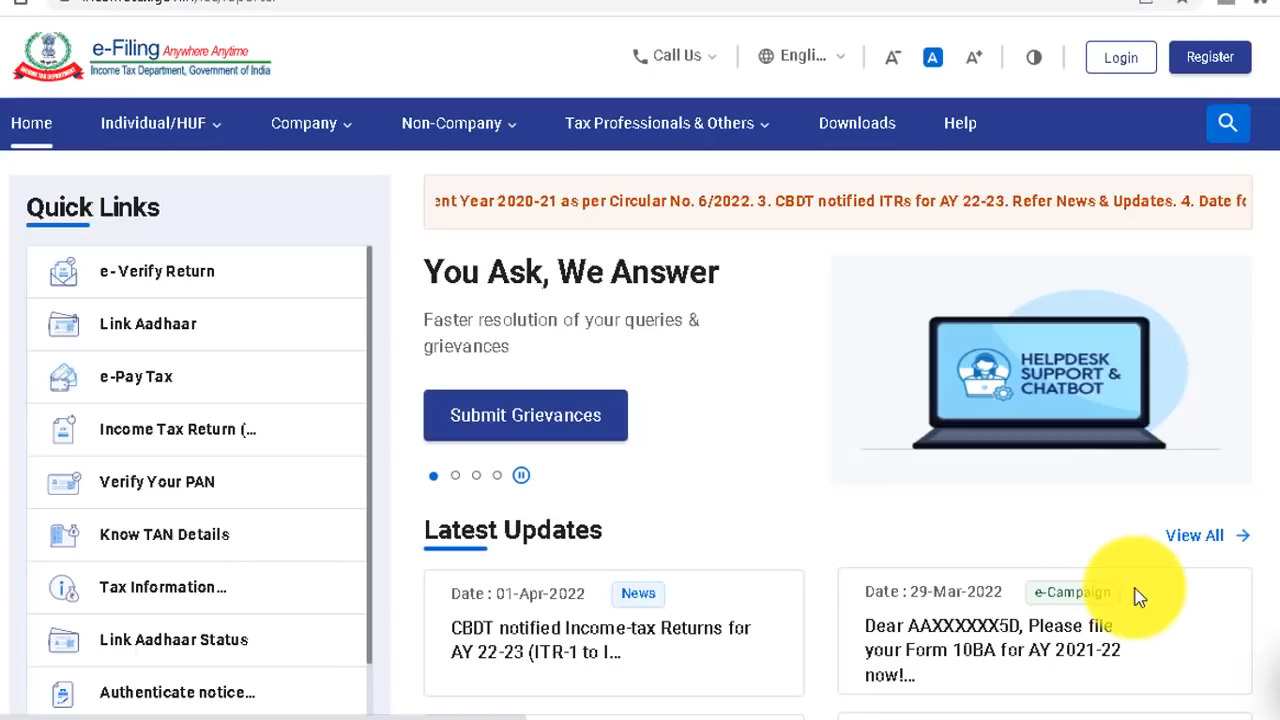 e-Filing Anywhere Anytime
Income Tax Department, Government of India
Call Us
Engli...
A-
A
A+
Login
Register
Home
Individual/HUF
Company
Non-Company
Tax Professionals & Others
Downloads
Help
Quick Links
e-Verify Return
Link Aadhaar
e-Pay Tax
Income Tax Return (...
Verify Your PAN
Know TAN Details
Tax Information...
Link Aadhaar Status
Authenticate notice...
ent Year 2020-21 as per Circular No. 6/2022. 3. CBDT notified ITRs for AY 22-23. Refer News & Updates. 4. Date fo
You Ask, We Answer
Faster resolution of your queries &
grievances
Submit Grievances
HELPDESK
SUPPORT &
CHATBOT
Latest Updates
View All
Date : 01-Apr-2022 News
CBDT notified Income-tax Returns for
AY 22-23 (ITR-1 to I...
Date : 29-Mar-2022 e-Campaign
Dear AAXXXXXX5D, Please file
your Form 10BA for AY 2021-22
now!...